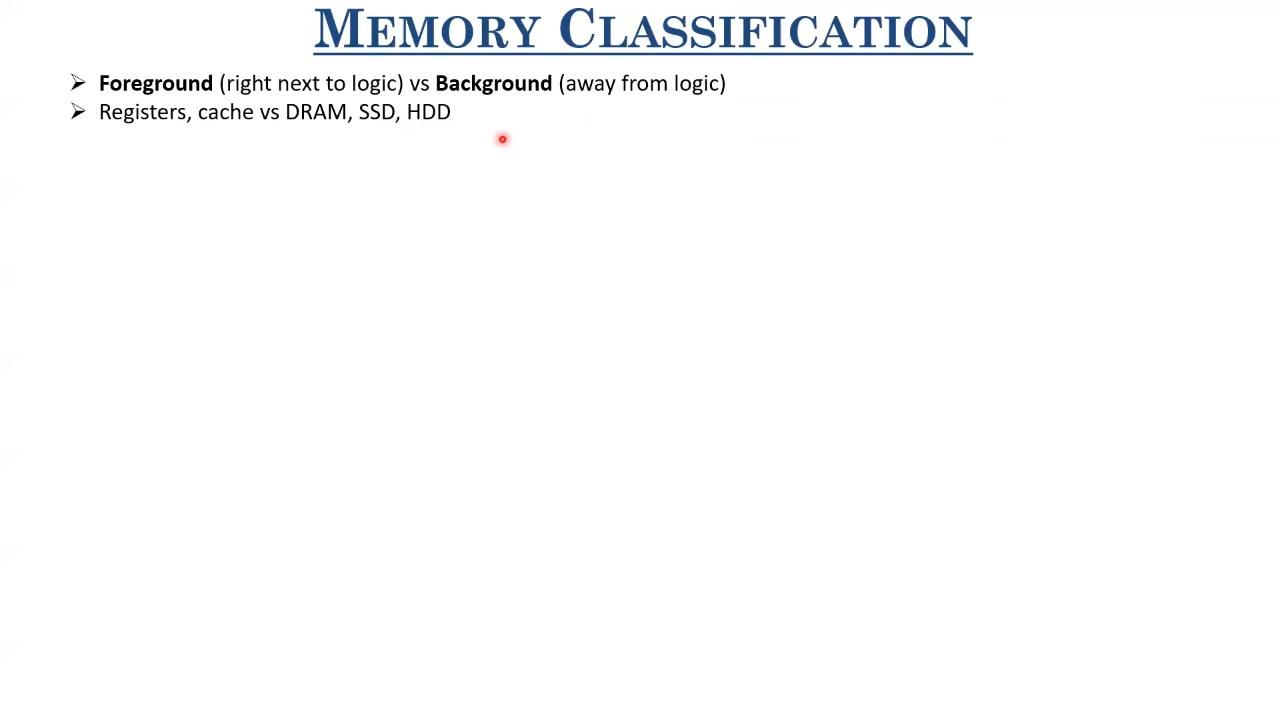 MEMORY CLASSIFICATION
➢ Foreground (right next to logic) vs Background (away from logic)
➢ Registers, cache vs DRAM, SSD, HDD